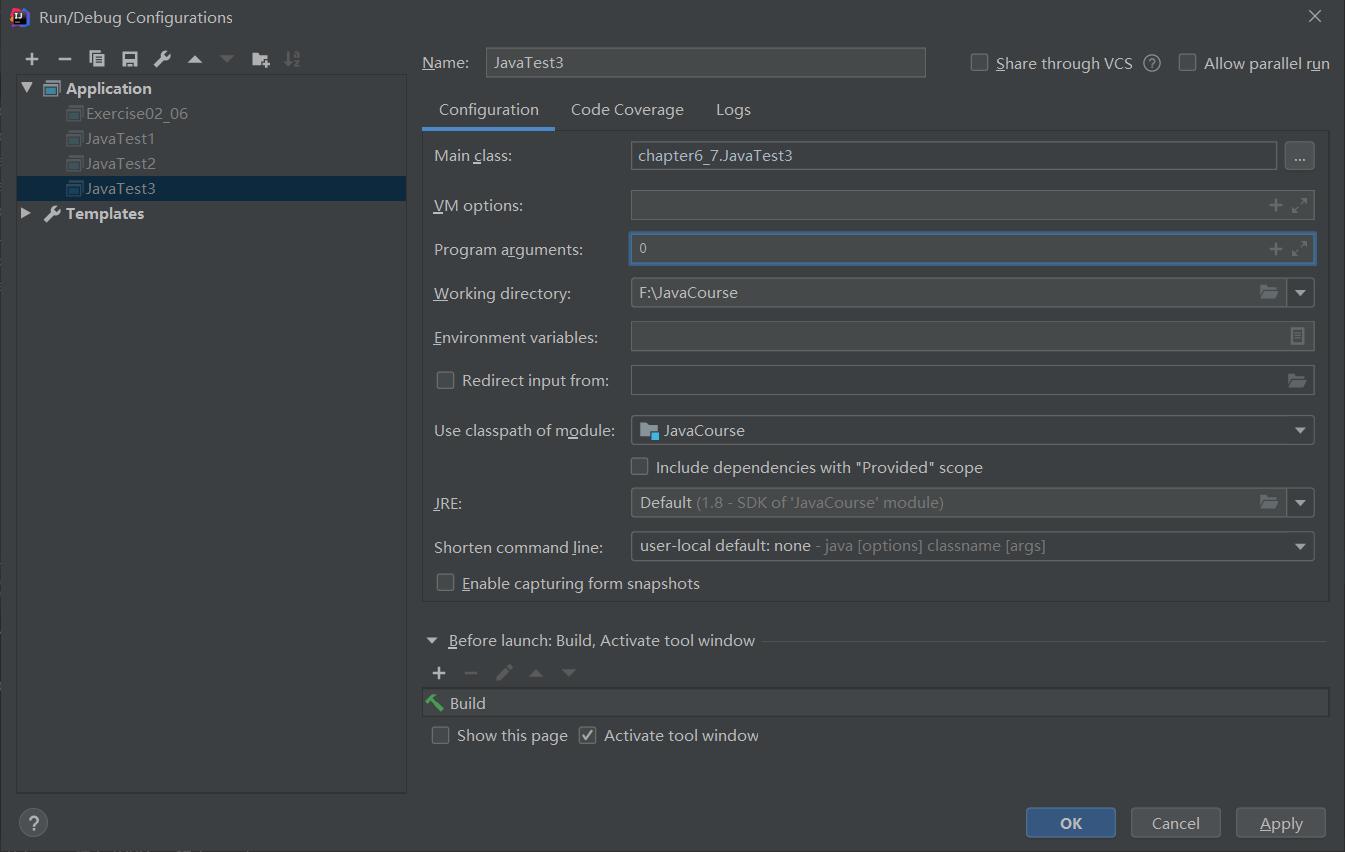 Run/Debug Configurations
Name: JavaTest3 Share through VCS ? Allow parallel run
Application
Exercise02_06
JavaTest1
JavaTest2
JavaTest3
Templates
Configuration Code Coverage Logs
Main class: chapter6_7.JavaTest3 ...
VM options:
Program arguments: 0
Working directory: F:\JavaCourse
Environment variables:
Redirect input from:
Use classpath of module: JavaCourse
Include dependencies with "Provided" scope
JRE: Default (1.8 - SDK of 'JavaCourse' module)
Shorten command line: user-local default: none - java [options] classname [args]
Enable capturing form snapshots
Before launch: Build, Activate tool window
Build
Show this page Activate tool window
? OK Cancel Apply